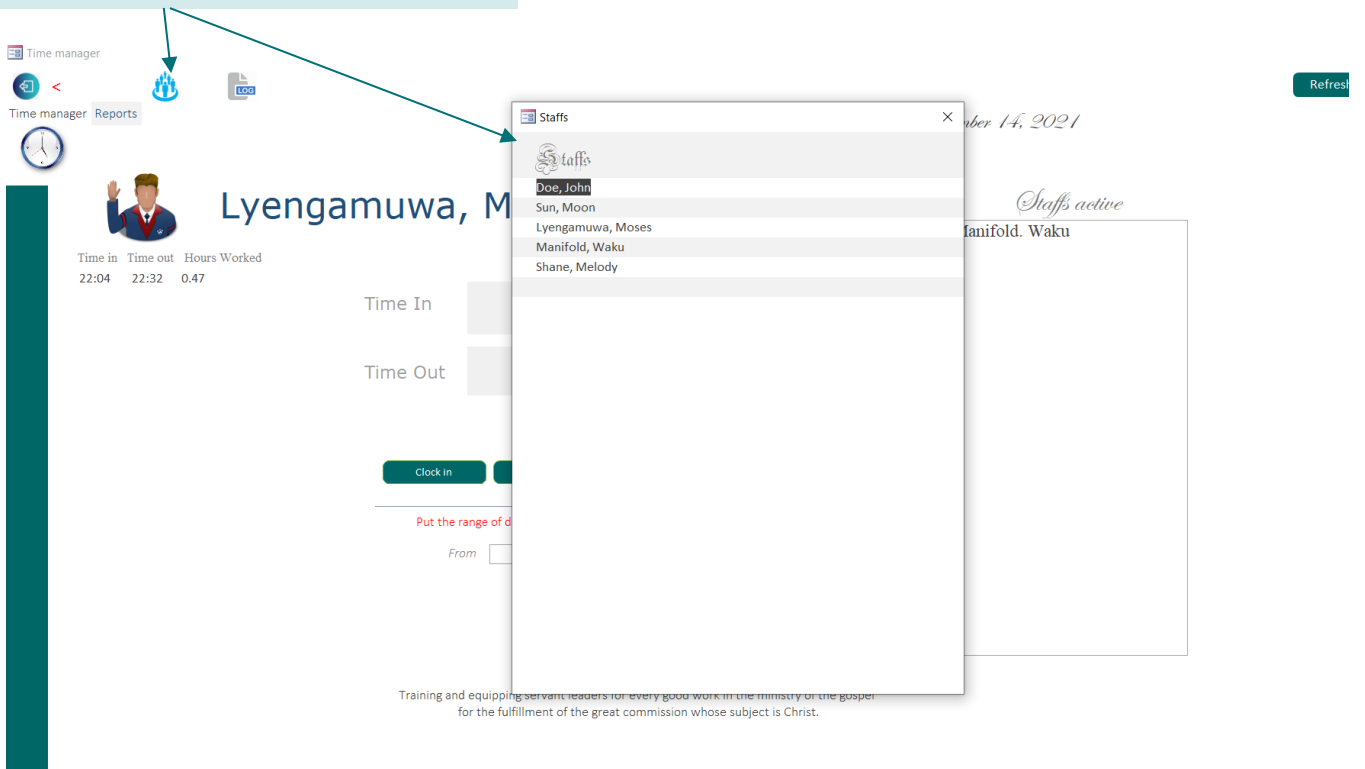 Time manager
<
LOG
Refresh
Time manager Reports
Staffs
mber 14, 2021
Staffs
Doe, John
Sun, Moon
Lyengamuwa, Moses
Manifold, Waku
Shane, Melody
Lyengamuwa, M
Staffs active
Manifold. Waku
Time in Time out Hours Worked
22:04 22:32 0.47
Time In
Time Out
Clock in
Put the range of d
From
Training and equipping servant leaders for every good work in the ministry of the gospel
for the fulfillment of the great commission whose subject is Christ.